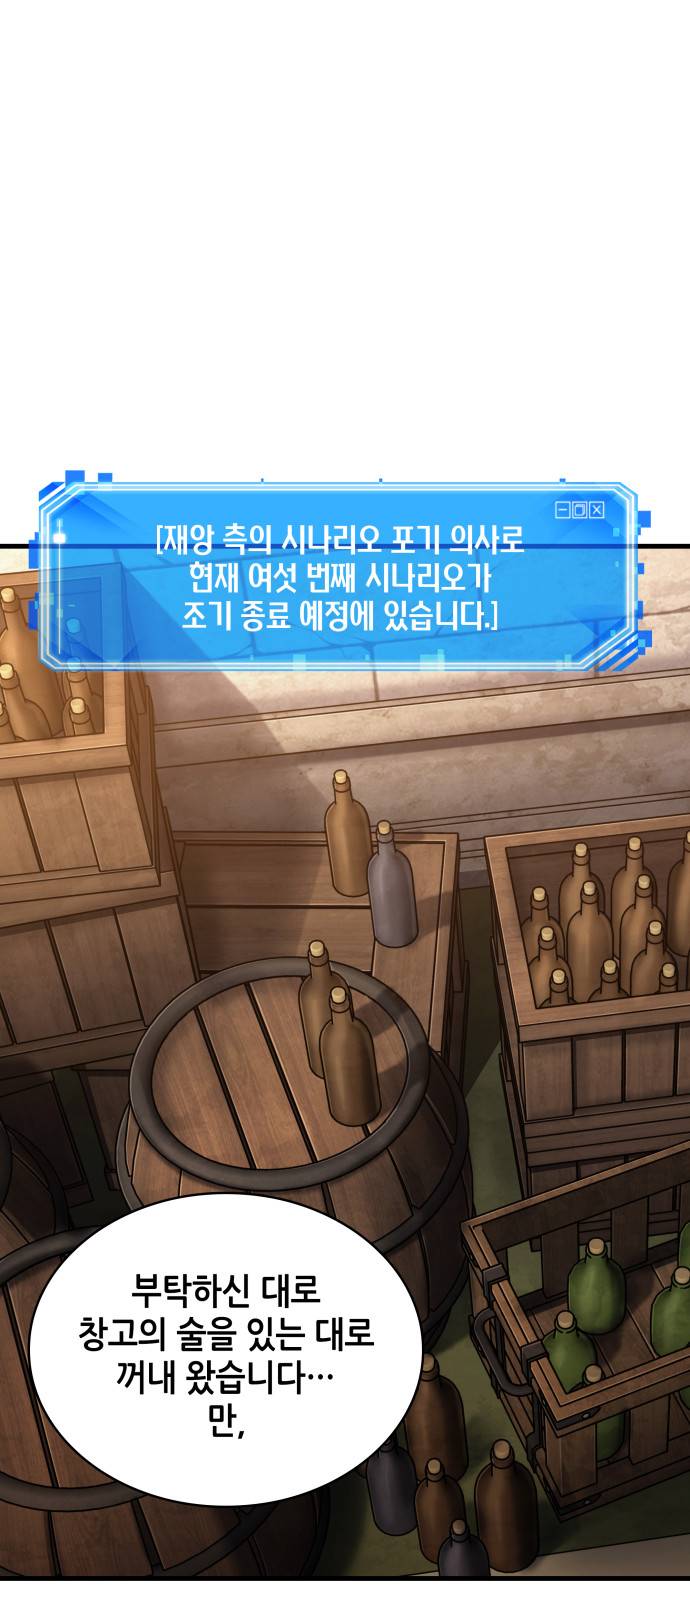 [재앙 측의 시나리오 포기 의사로
현재 여섯 번째 시나리오가
조기 종료 예정에 있습니다.]
부탁하신 대로
창고의 술을 있는 대로
꺼내 왔습니다…
만,